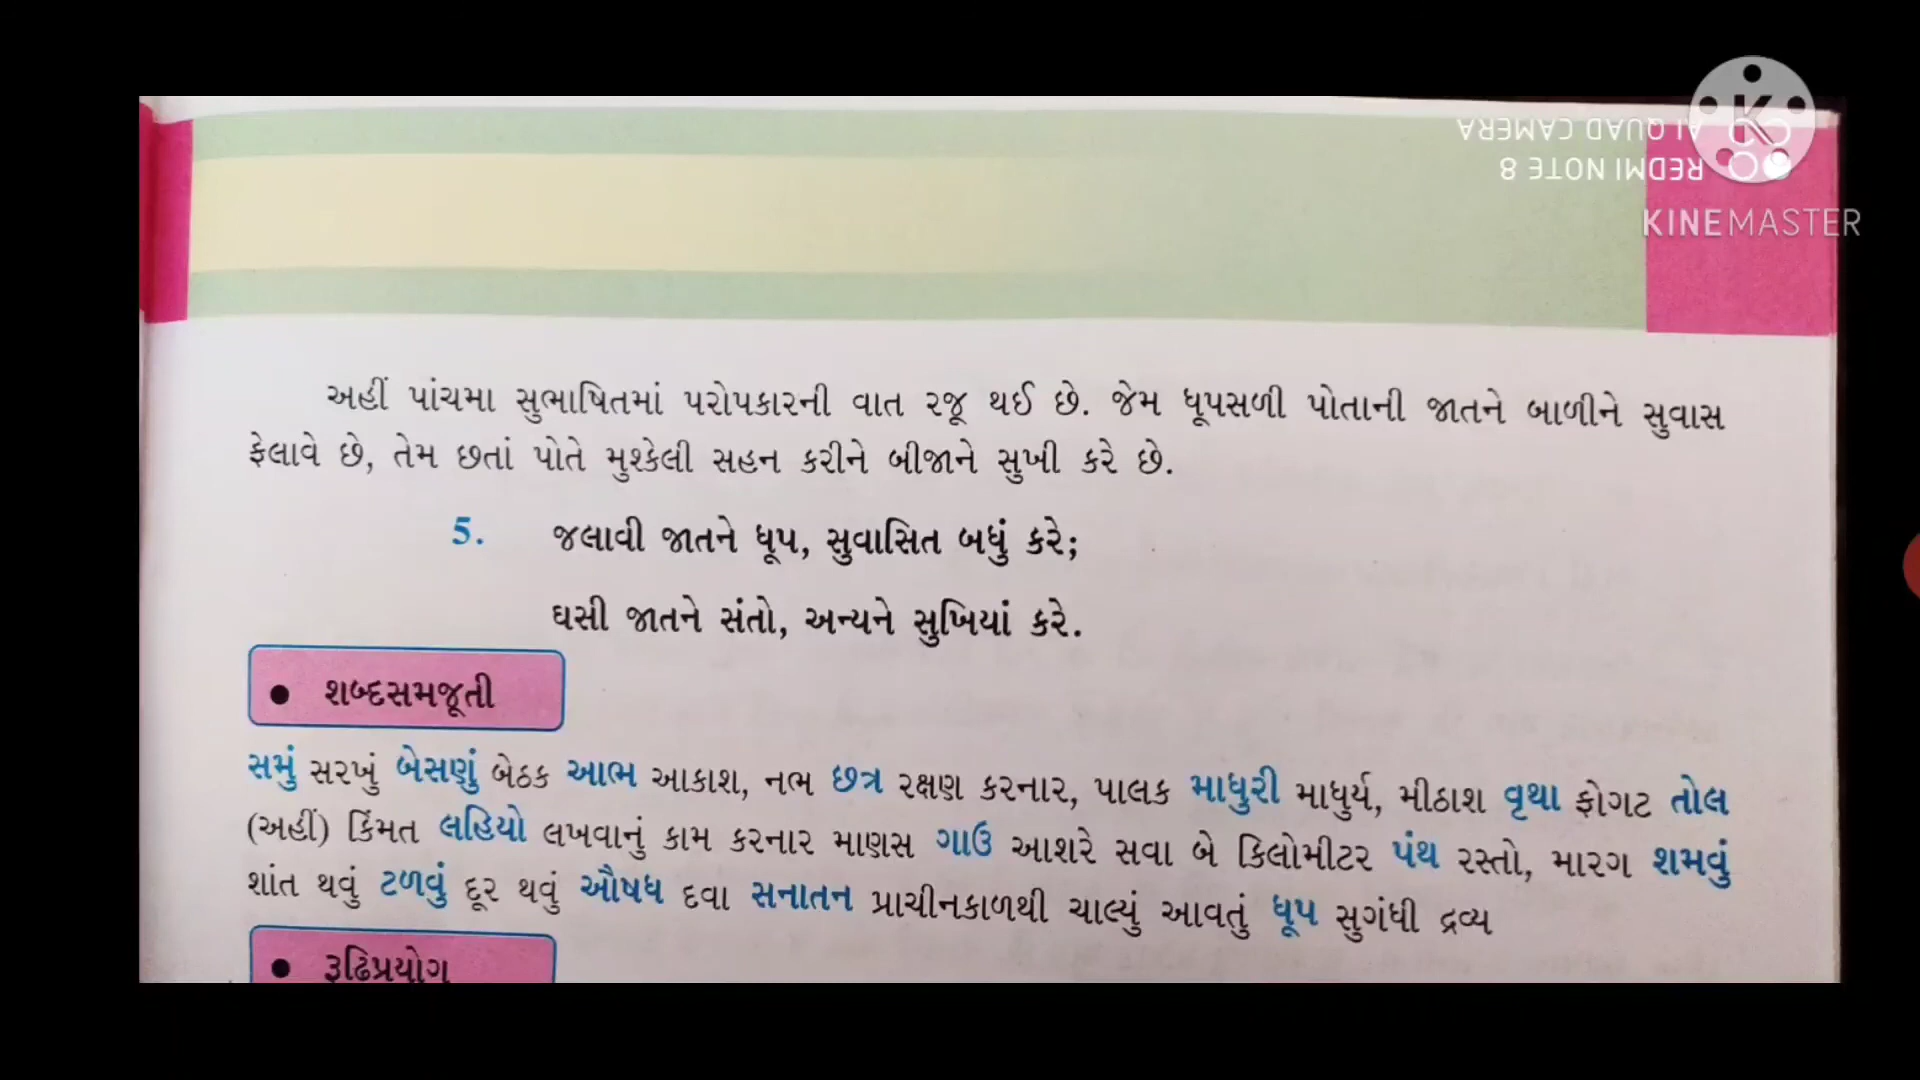 AI QUAD CAMERA
REDMI NOTE 8
KINEMASTER
અહીં પાંચમા સુભાષિતમાં પરોપકારની વાત રજૂ થઈ છે. જેમ ધૂપસળી પોતાની જાતને બાળીને સુવાસ
ફેલાવે છે, તેમ છતાં પોતે મુશ્કેલી સહન કરીને બીજાને સુખી કરે છે.
5. જલાવી જાતને ધૂપ, સુવાસિત બધું કરે;
ઘસી જાતને સંતો, અન્યને સુખિયાં કરે.
• શબ્દસમજૂતી
સમું સરખું બેસણું બેઠક આભ આકાશ, નભ છત્ર રક્ષણ કરનાર, પાલક માધુરી માધુર્ય, મીઠાશ વૃથા ફોગટ તોલ
(અહીં) કિંમત લહિયો લખવાનું કામ કરનાર માણસ ગાઉ આશરે સવા બે કિલોમીટર પંથ રસ્તો, મારગ શમવું
શાંત થવું ટળવું દૂર થવું ઔષધ દવા સનાતન પ્રાચીનકાળથી ચાલ્યું આવતું ધૂપ સુગંધી દ્રવ્ય
• રૂઢિપ્રયોગ